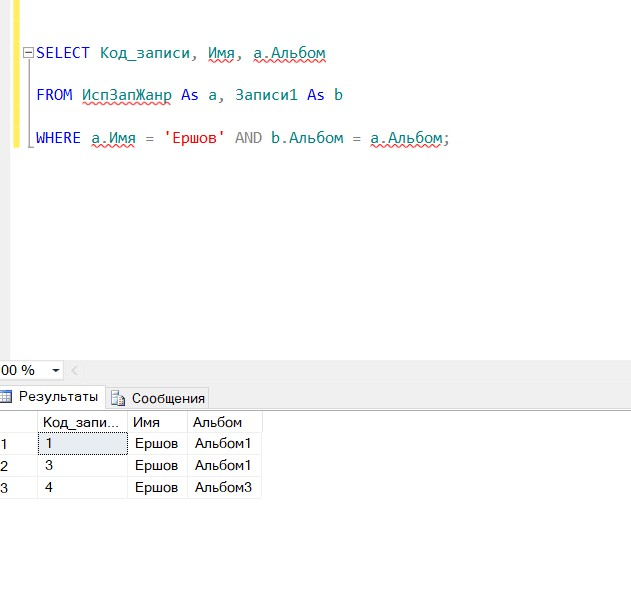 SELECT Код_записи, Имя, а.Альбом
FROM ИспЗапЖанр As a, Записи1 As b
WHERE а.Имя = 'Ершов' AND b.Альбом = а.Альбом;
00 %
Результаты Сообщения
Код_запи... Имя Альбом
1 1 Ершов Альбом1
2 3 Ершов Альбом1
3 4 Ершов Альбом3